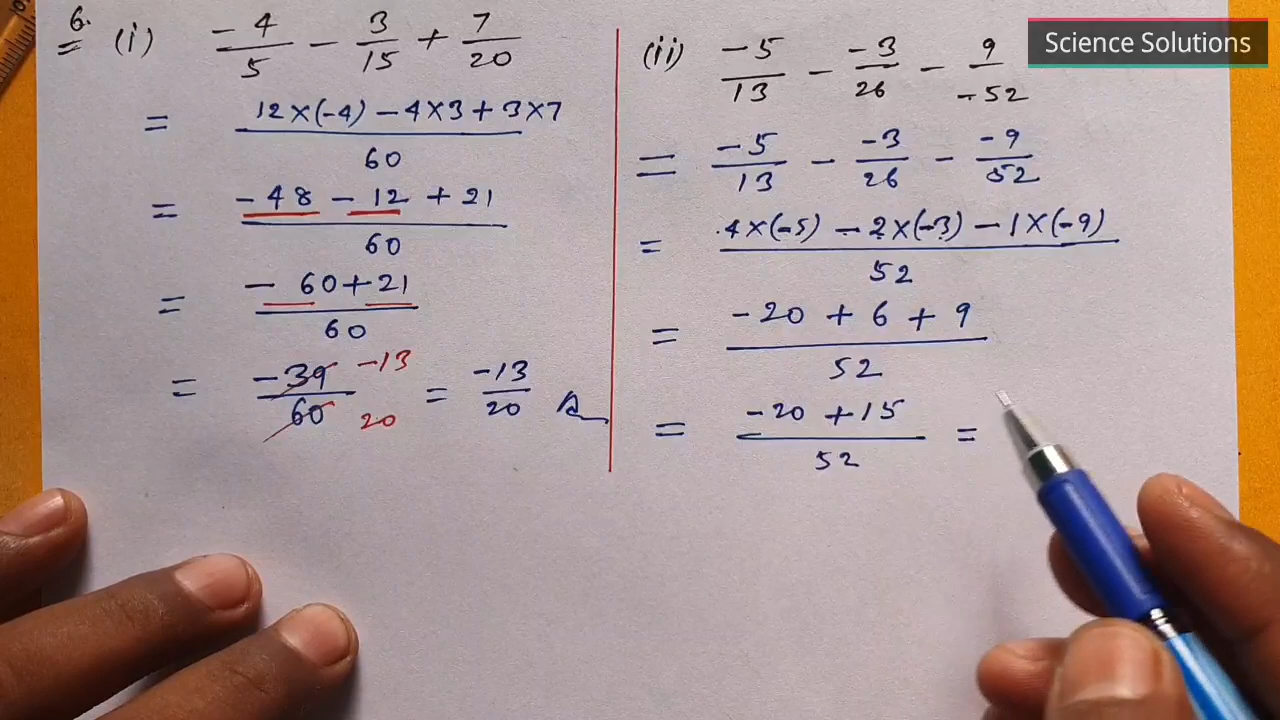 Science Solutions
6. (i) -4/5 - 3/15 + 7/20
= 12×(-4) - 4×3 + 3×7 / 60
= -48 - 12 + 21 / 60
= -60+21 / 60
= -39/60 -13/20 = -13/20
(ii) -5/13 - -3/26 - 9/-52
= -5/13 - -3/26 - -9/52
= 4×(-5) - 2×(-3) - 1×(-9) / 52
= -20 + 6 + 9 / 52
= -20 + 15 / 52 =